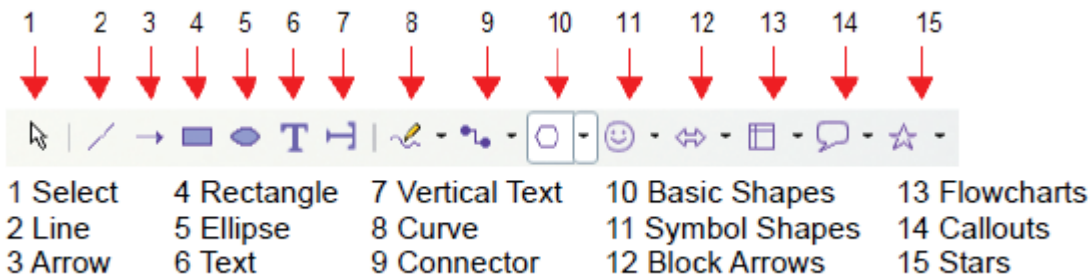 1 2 3 4 5 6 7 8 9 10 11 12 13 14 15
T T
1 Select 4 Rectangle 7 Vertical Text 10 Basic Shapes 13 Flowcharts
2 Line 5 Ellipse 8 Curve 11 Symbol Shapes 14 Callouts
3 Arrow 6 Text 9 Connector 12 Block Arrows 15 Stars